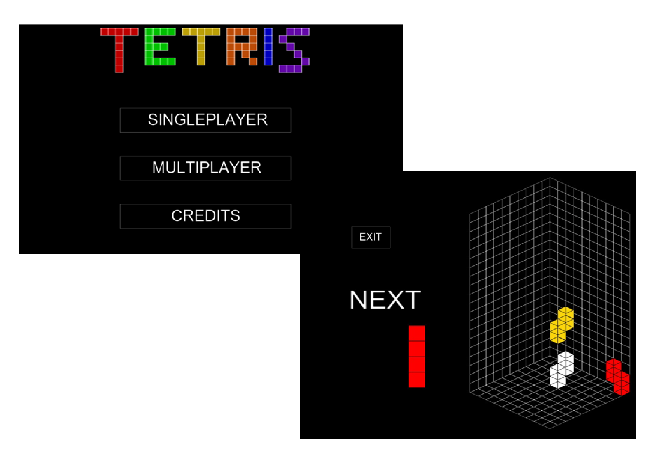 TETRIS
SINGLEPLAYER
MULTIPLAYER
CREDITS
EXIT
NEXT